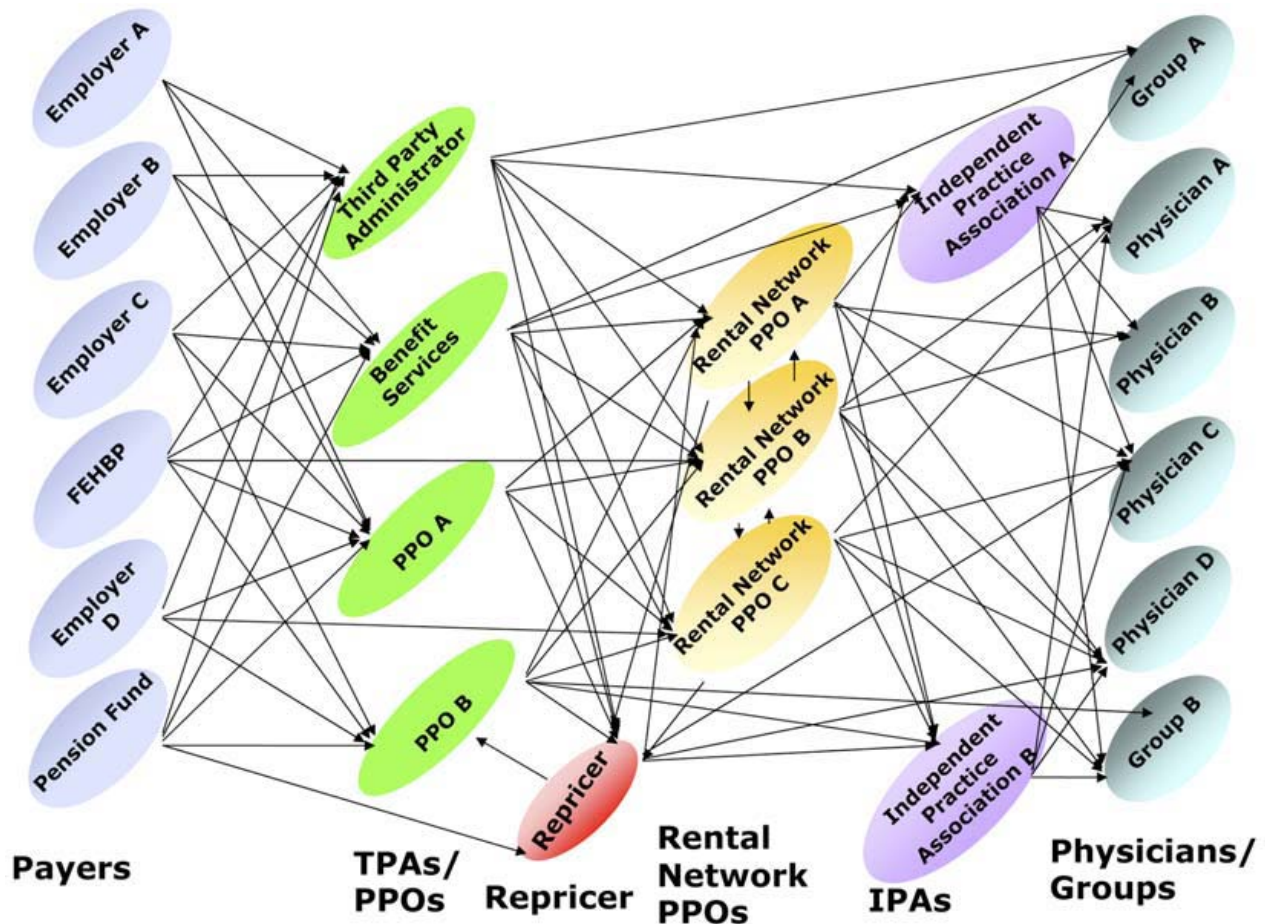 Employer A
Employer B
Employer C
FEHBP
Employer
D
Pension Fund
Third Party
Administrator
Benefit
Services
PPO A
PPO B
Repricer
Rental Network
PPO A
Rental Network
PPO B
Rental Network
PPO C
Independent
Practice
Association A
Independent
Practice
Association B
Group A
Physician A
Physician B
Physician C
Physician D
Group B
Payers
TPAs/
PPOs
Repricer
Rental
Network
PPOs
IPAs
Physicians/
Groups